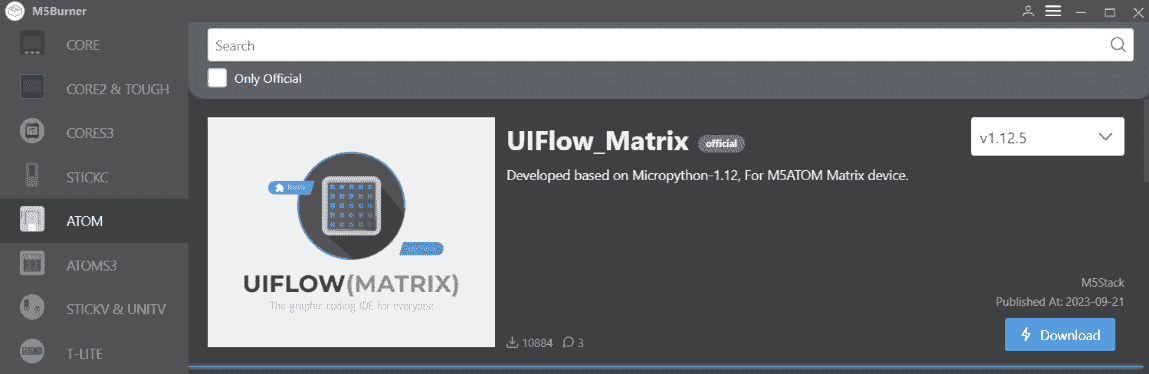 M5Burner
CORE
CORE2 & TOUGH
CORES3
STICKC
ATOM
ATOMS3
STICKV & UNITV
T-LITE
Search
Only Official
UIFlow_Matrix official
v1.12.5
Developed based on Micropython-1.12, For M5ATOM Matrix device.
UIFLOW(MATRIX)
The graphic coding IDE for everyone
10884 3
M5Stack
Published At: 2023-09-21
Download